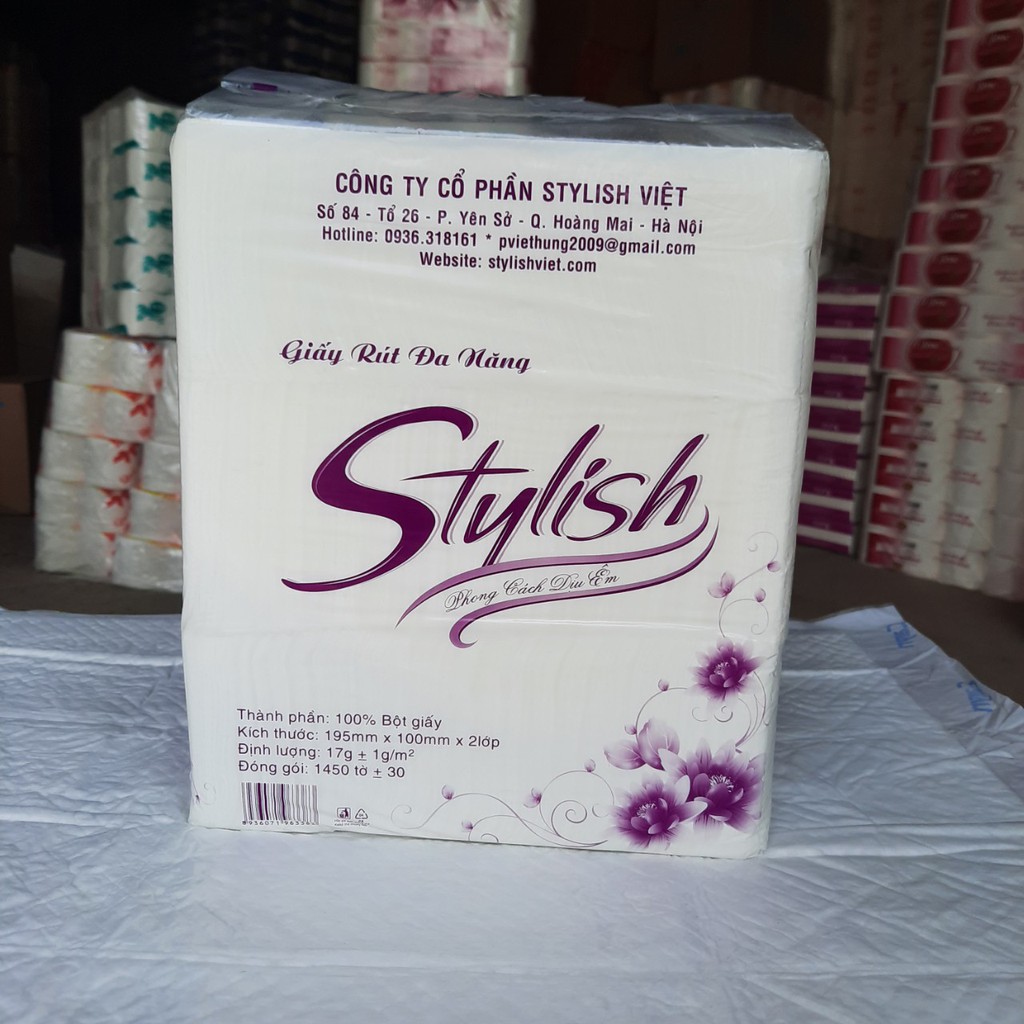 CÔNG TY CỔ PHẦN STYLISH VIỆT
Số 84 - Tổ 26 - P. Yên Sở - Q. Hoàng Mai - Hà Nội
Hotline: 0936.318161 * pviethung2009@gmail.com
Website: stylishviet.com
Giấy Rút Đa Năng
Stylish
Phong Cách Dịu Êm
Thành phần: 100% Bột giấy
Kích thước: 195mm x 100mm x 2lớp
Định lượng: 17g ± 1g/m²
Đóng gói: 1450 tờ ± 30